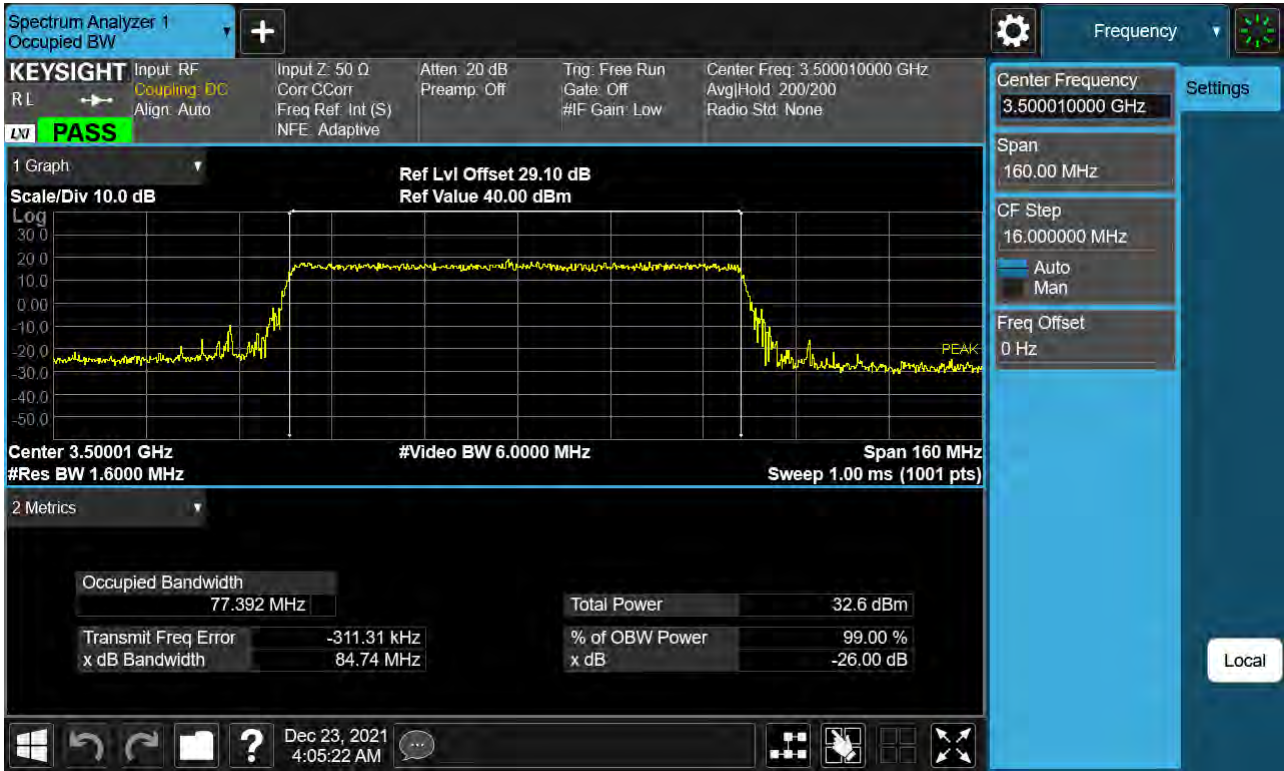 Spectrum Analyzer 1
Occupied BW
+
Frequency
KEYSIGHT
RL
LXI
PASS
Input: RF
Coupling: DC
Align: Auto
Input Z: 50 Ω
Corr CCorr
Freq Ref: Int (S)
NFE: Adaptive
Atten: 20 dB
Preamp: Off
Trig: Free Run
Gate: Off
#IF Gain: Low
Center Freq: 3.500010000 GHz
Avg|Hold: 200/200
Radio Std: None
Center Frequency
3.500010000 GHz
Settings
Span
160.00 MHz
CF Step
16.000000 MHz
Auto
Man
Freq Offset
0 Hz
Local
1 Graph
Scale/Div 10.0 dB
Ref Lvl Offset 29.10 dB
Ref Value 40.00 dBm
Log
30.0
20.0
10.0
0.00
-10.0
-20.0
-30.0
-40.0
-50.0
PEAK
Center 3.50001 GHz
#Video BW 6.0000 MHz
Span 160 MHz
#Res BW 1.6000 MHz
Sweep 1.00 ms (1001 pts)
2 Metrics
Occupied Bandwidth
77.392 MHz
Total Power 32.6 dBm
Transmit Freq Error -311.31 kHz
% of OBW Power 99.00 %
x dB Bandwidth 84.74 MHz
x dB -26.00 dB
?
Dec 23, 2021
4:05:22 AM